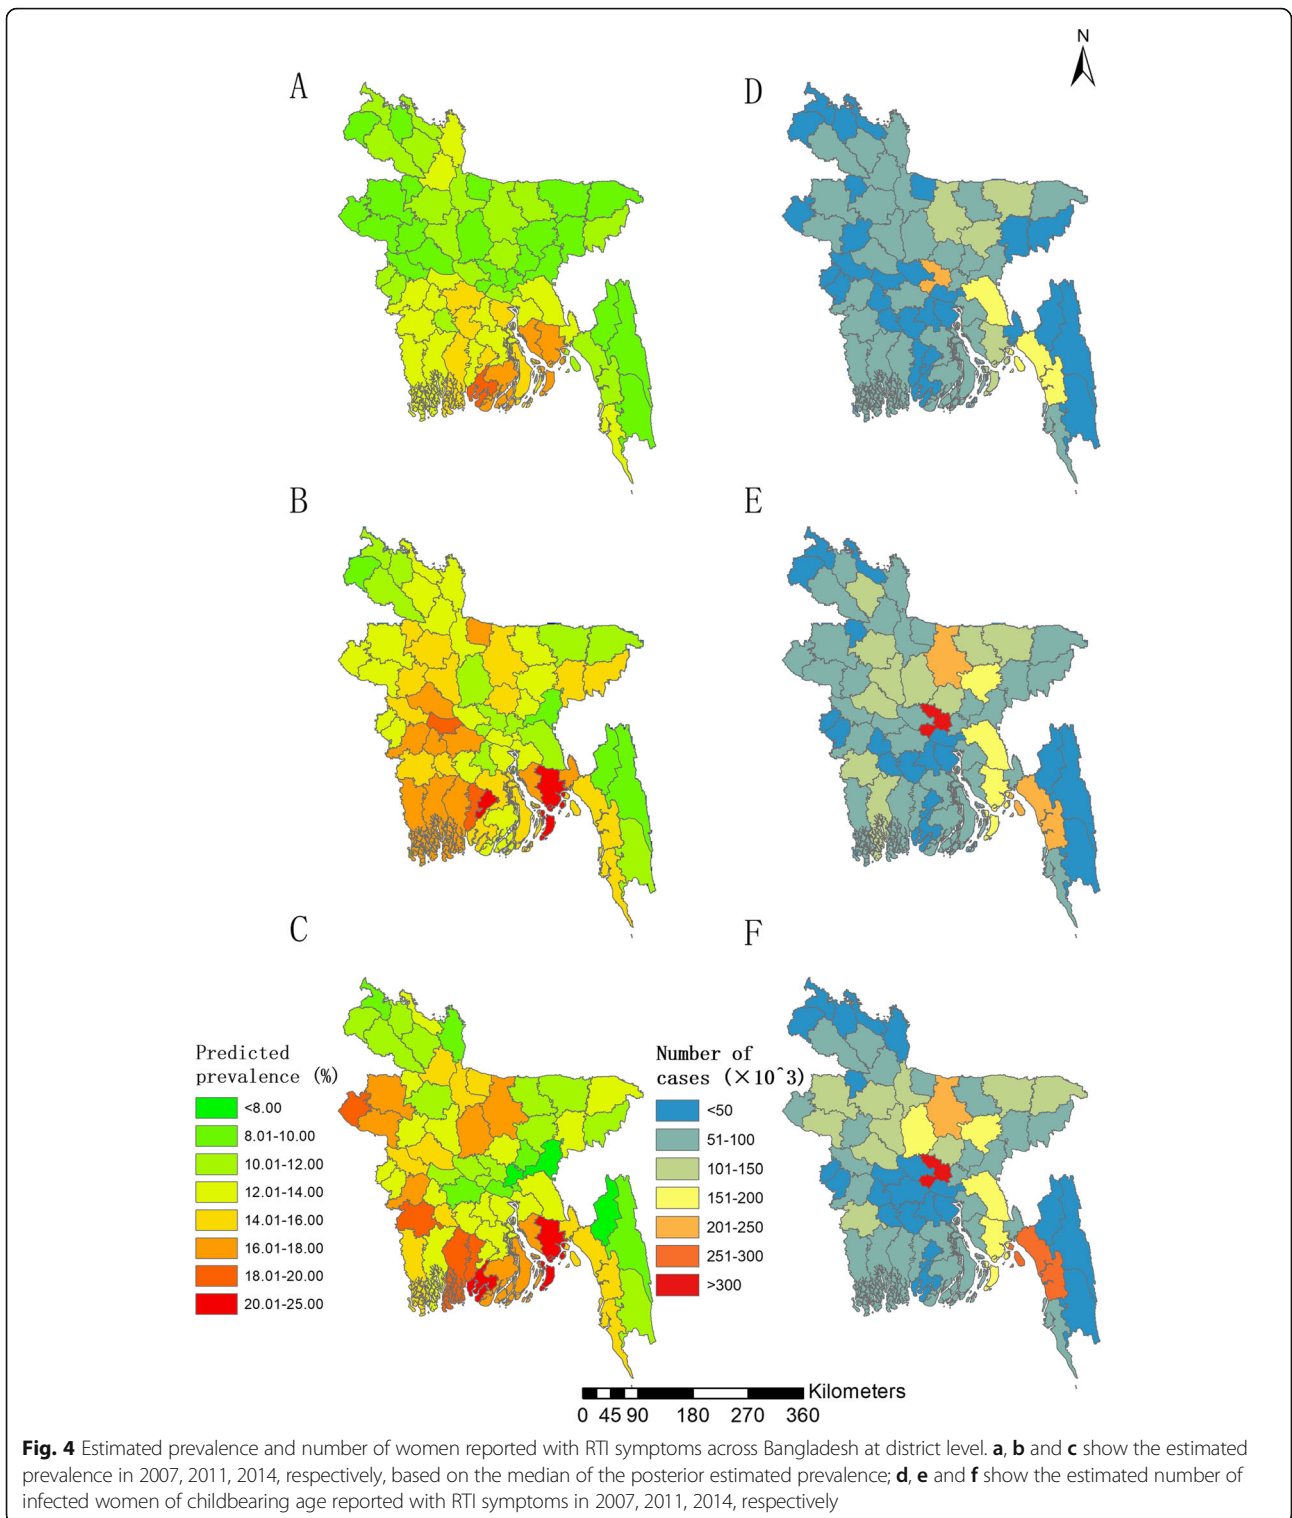 N
A
D
B
E
C
F
Predicted
prevalence (%)
<8.00
8.01-10.00
10.01-12.00
12.01-14.00
14.01-16.00
16.01-18.00
18.01-20.00
20.01-25.00
Number of
cases (×10^3)
<50
51-100
101-150
151-200
201-250
251-300
>300
Kilometers
0 45 90 180 270 360
Fig. 4 Estimated prevalence and number of women reported with RTI symptoms across Bangladesh at district level. a, b and c show the estimated
prevalence in 2007, 2011, 2014, respectively, based on the median of the posterior estimated prevalence; d, e and f show the estimated number of
infected women of childbearing age reported with RTI symptoms in 2007, 2011, 2014, respectively